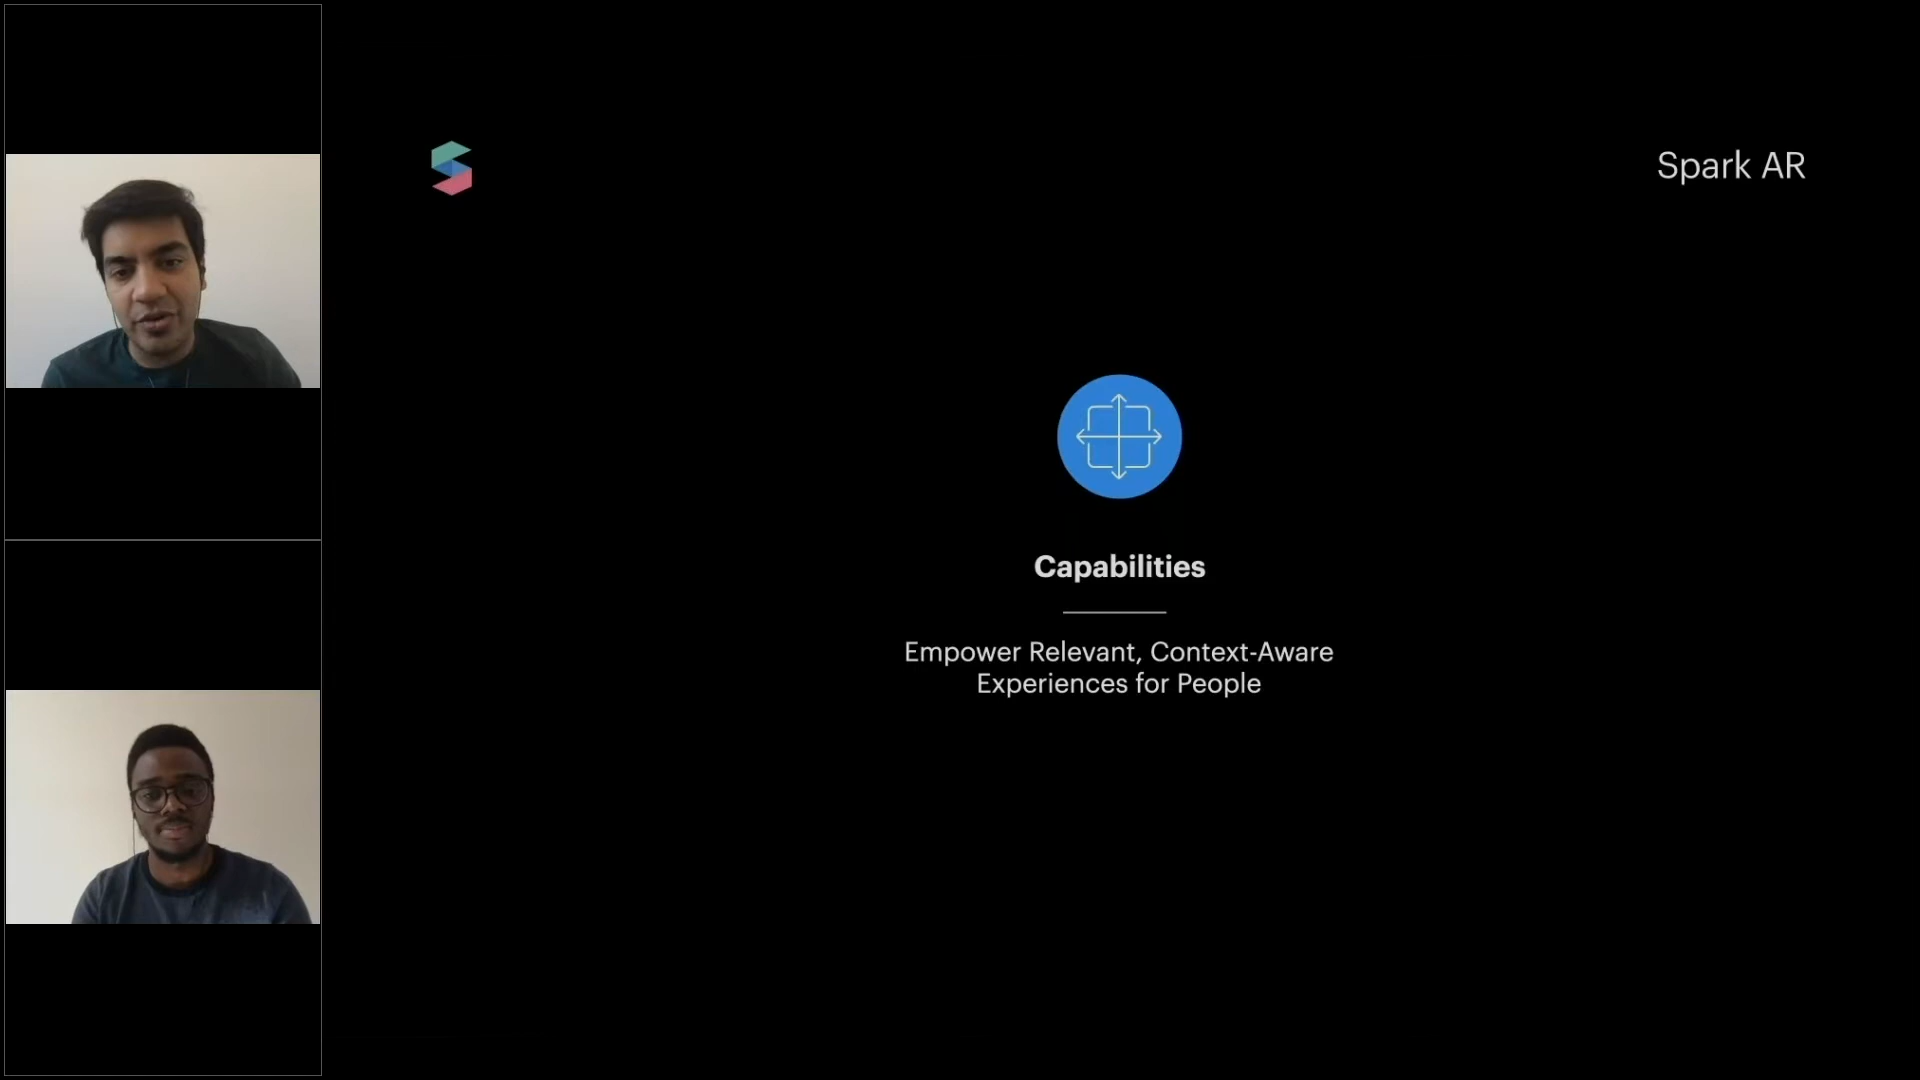 Spark AR
Capabilities
Empower Relevant, Context-Aware
Experiences for People